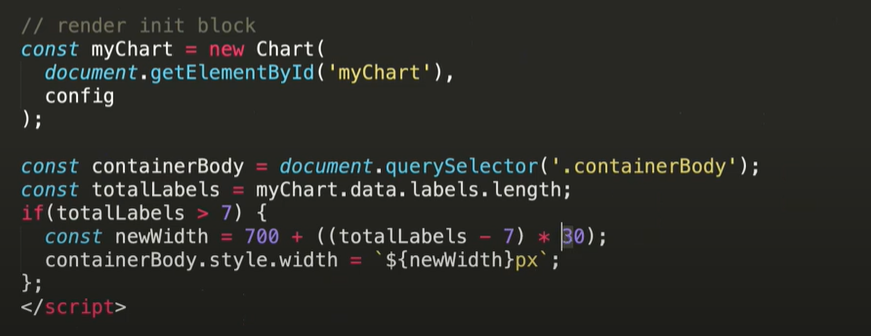 // render init block
const myChart = new Chart(
  document.getElementById('myChart'),
  config
);

const containerBody = document.querySelector('.containerBody');
const totalLabels = myChart.data.labels.length;
if(totalLabels > 7) {
  const newWidth = 700 + ((totalLabels - 7) * 30);
  containerBody.style.width = `${newWidth}px`;
};
</script>